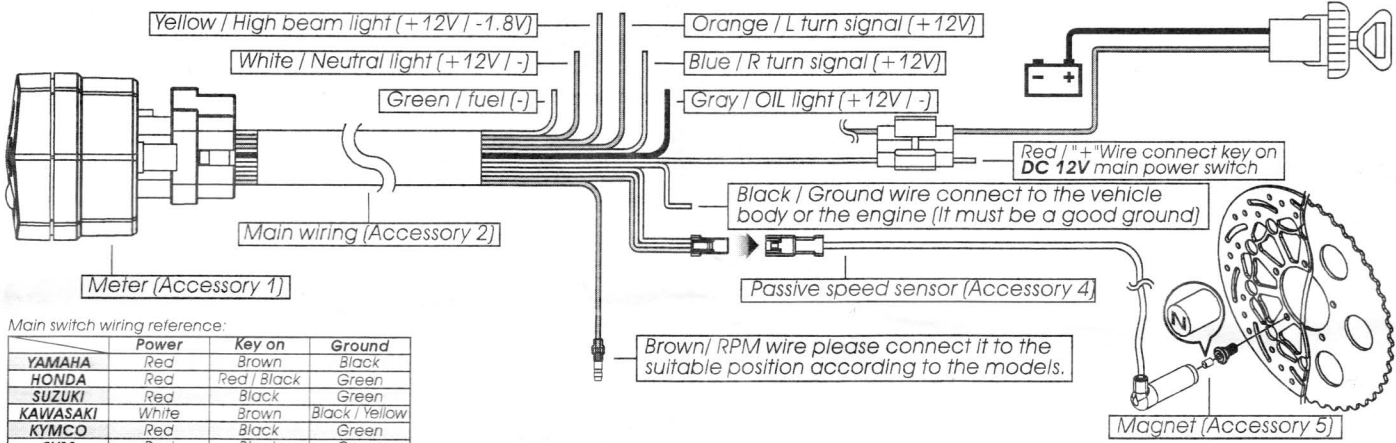 Yellow / High beam light (+12V / -1.8V)
Orange / L turn signal (+12V)
White / Neutral light (+12V / -)
Blue / R turn signal (+12V)
Green / fuel (-)
Gray / OIL light (+12V / -)
- +
Red / "+"Wire connect key on
DC 12V main power switch
Black / Ground wire connect to the vehicle
body or the engine (It must be a good ground)
Main wiring (Accessory 2)
Meter (Accessory 1)
Passive speed sensor (Accessory 4)
N
Brown/ RPM wire please connect it to the
suitable position according to the models.
Magnet (Accessory 5)
Main switch wiring reference:
Power Key on Ground
YAMAHA Red Brown Black
HONDA Red Red / Black Green
SUZUKI Red Black Green
KAWASAKI White Brown Black / Yellow
KYMCO Red Black Green